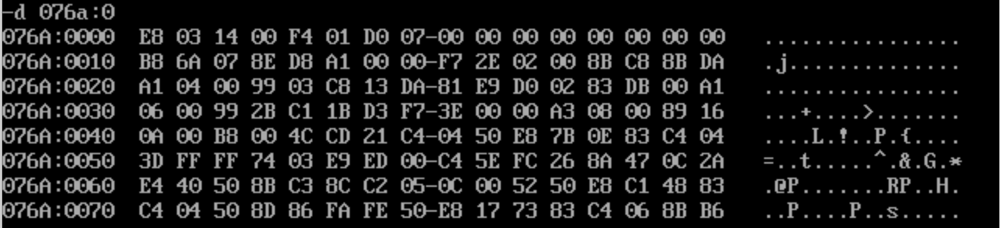 -d 076a:0
076A:0000  E8 03 14 00 F4 01 D0 07-00 00 00 00 00 00 00 00   ................
076A:0010  B8 6A 07 8E D8 A1 00 00-F7 2E 02 00 8B C8 8B DA   .j..............
076A:0020  A1 04 00 99 03 C8 13 DA-81 E9 D0 02 83 DB 00 A1   ................
076A:0030  06 00 99 2B C1 1B D3 F7-3E 00 00 A3 08 00 89 16   ...+....>.......
076A:0040  0A 00 B8 00 4C CD 21 C4-04 50 E8 7B 0E 83 C4 04   ....L.!..P.{....
076A:0050  3D FF FF 74 03 E9 ED 00-C4 5E FC 26 8A 47 0C 2A   =..t.....^.&.G.*
076A:0060  E4 40 50 8B C3 8C C2 05-0C 00 52 50 E8 C1 48 83   .@P.......RP..H.
076A:0070  C4 04 50 8D 86 FA FE 50-E8 17 73 83 C4 06 8B B6   ..P....P..s.....